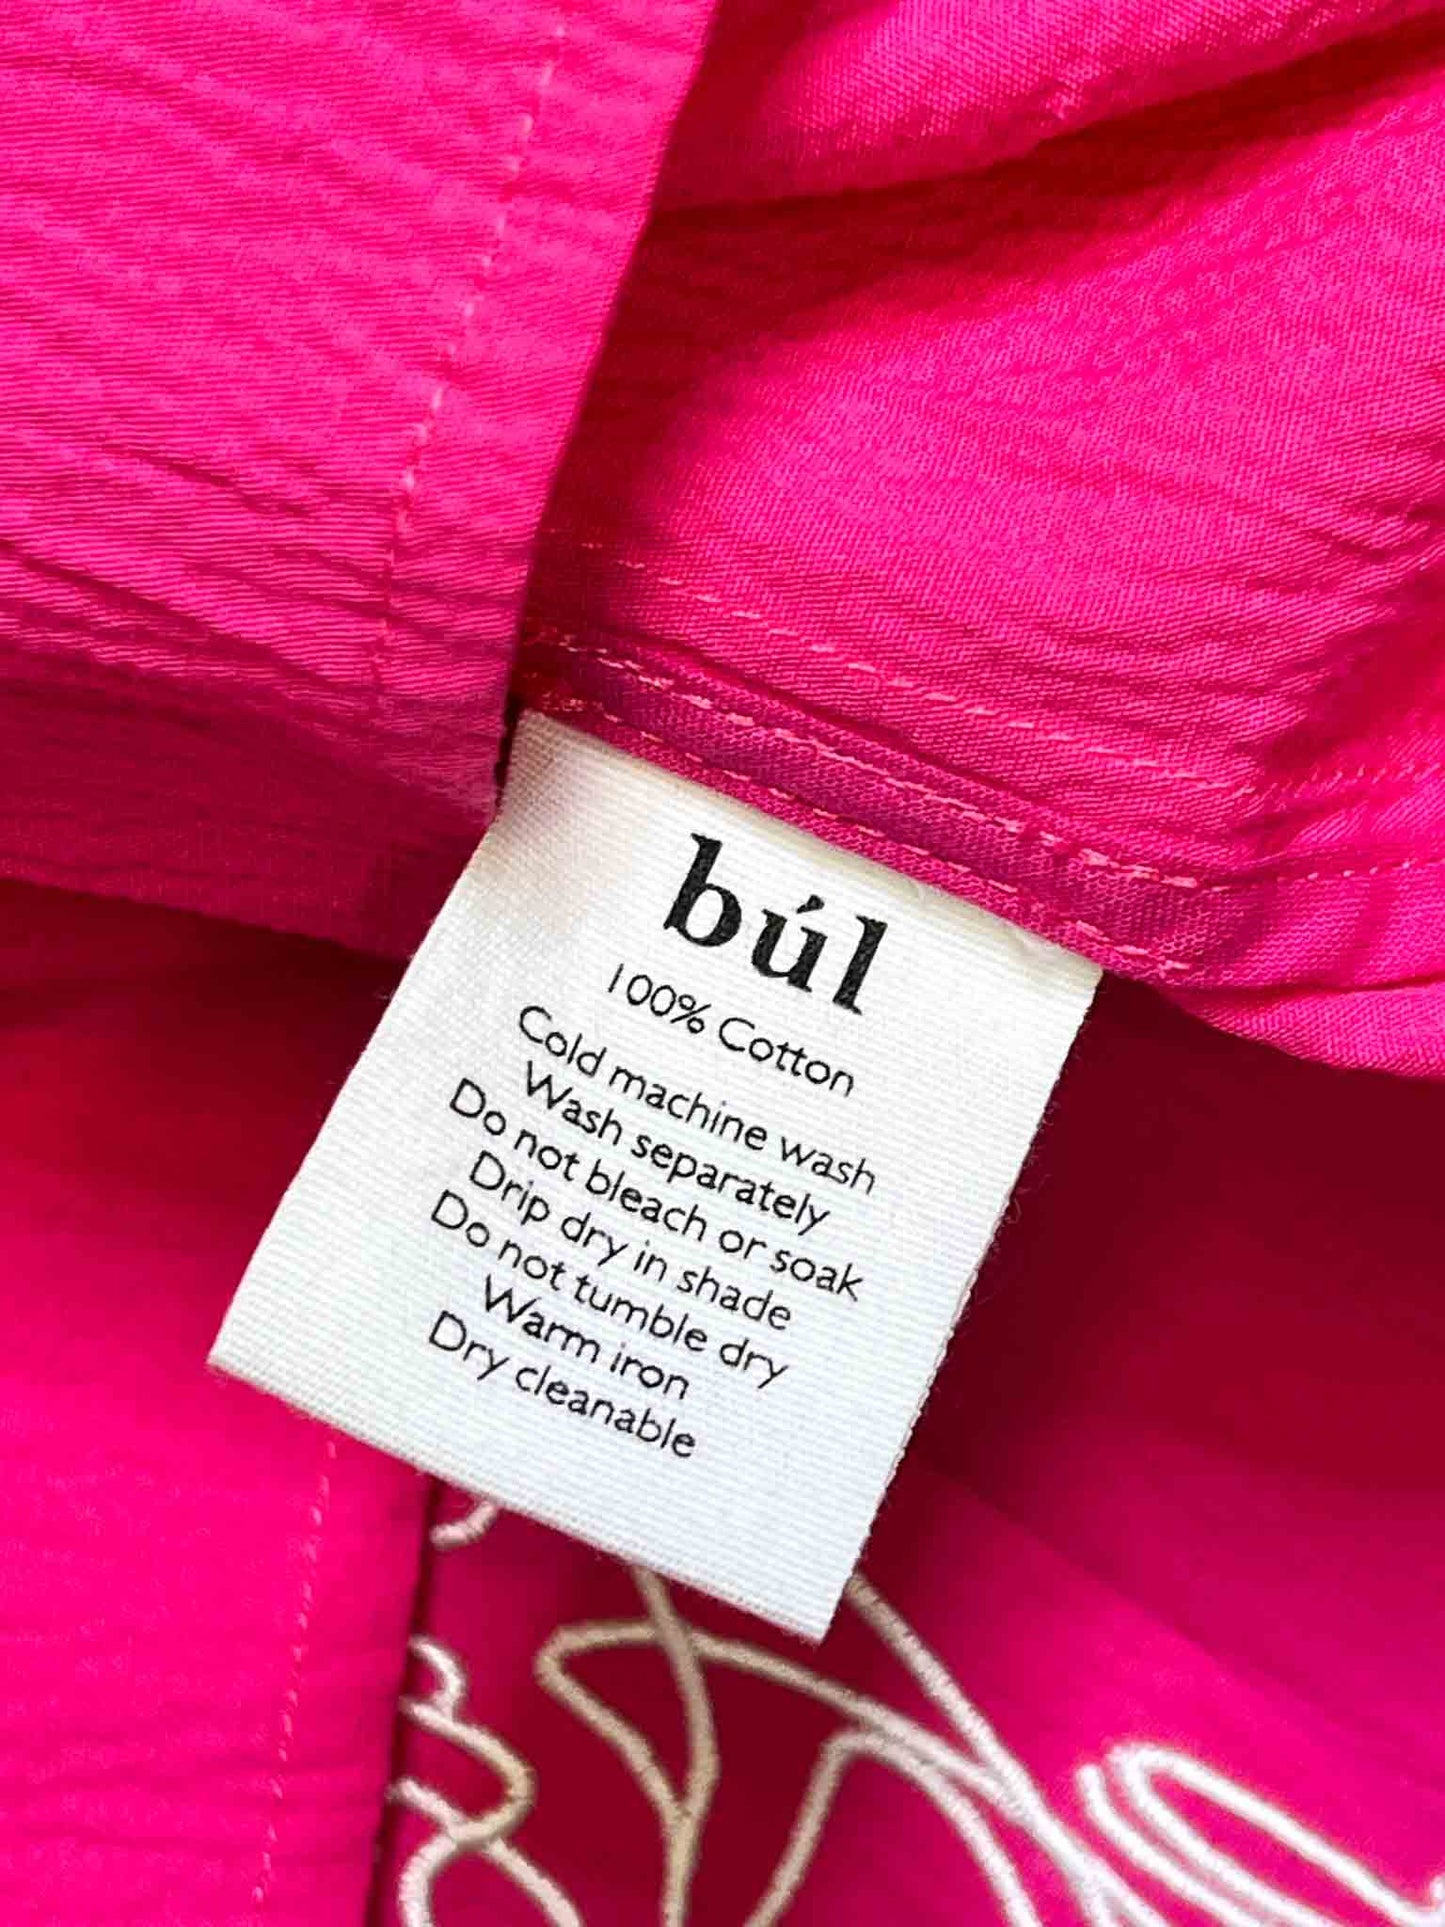 búl
100% Cotton
Cold machine wash
Wash separately
Do not bleach or soak
Drip dry in shade
Do not tumble dry
Warm iron
Dry cleanable